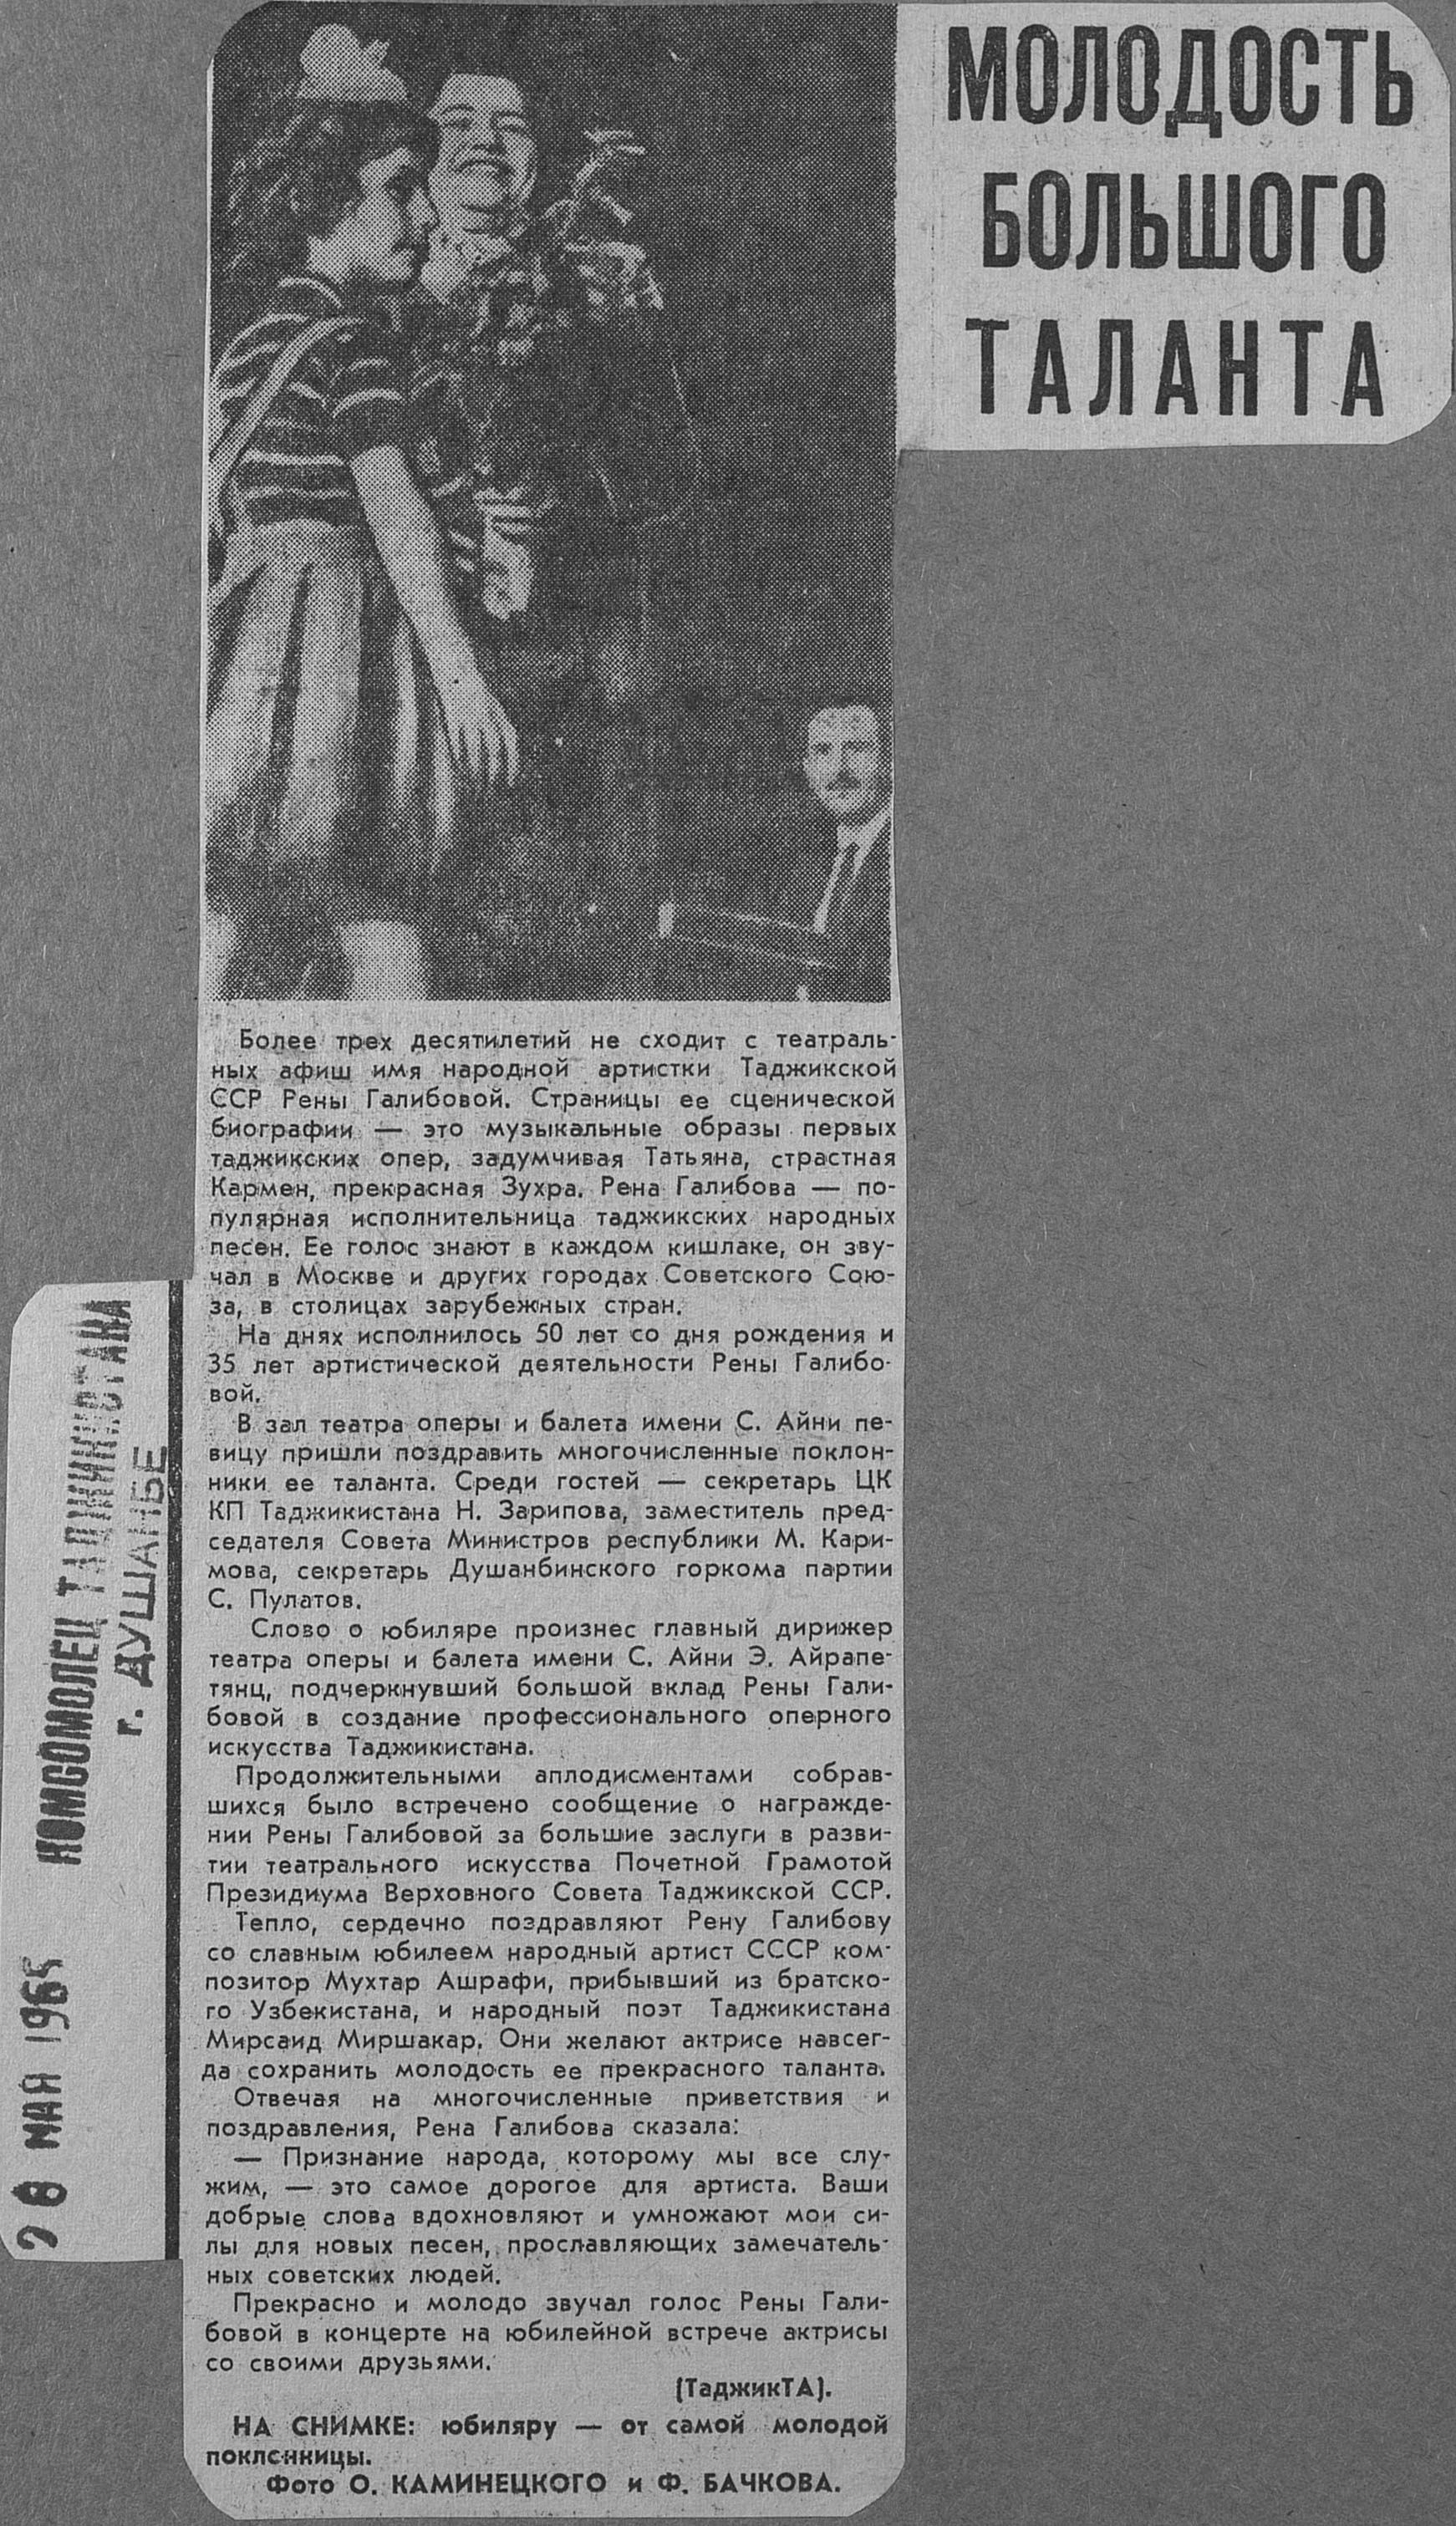 МОЛОДОСТЬ
БОЛЬШОГО
ТАЛАНТА
Более трех десятилетий не сходит с театраль-
ных афиш имя народной артистки Таджикской
ССР Рены Галибовой. Страницы ее сценической
биографии — это музыкальные образы первых
таджикских опер, задумчивая Татьяна, страстная
Кармен, прекрасная Зухра. Рена Галибова — по-
пулярная исполнительница таджикских народных
песен. Ее голос знают в каждом кишлаке, он зву-
чал в Москве и других городах Советского Сою-
за, в столицах зарубежных стран.
На днях исполнилось 50 лет со дня рождения и
35 лет артистической деятельности Рены Галибо-
вой.
В зал театра оперы и балета имени С. Айни пе-
вицу пришли поздравить многочисленные поклон-
ники ее таланта. Среди гостей — секретарь ЦК
КП Таджикистана Н. Зарипова, заместитель пред-
седателя Совета Министров республики М. Кари-
мова, секретарь Душанбинского горкома партии
С. Пулатов.
Слово о юбиляре произнес главный дирижер
театра оперы и балета имени С. Айни Э. Айрапе-
тянц, подчеркнувший большой вклад Рены Гали-
бовой в создание профессионального оперного
искусства Таджикистана.
Продолжительными аплодисментами собрав-
шихся было встречено сообщение о награжде-
нии Рены Галибовой за большие заслуги в разви-
тии театрального искусства Почетной Грамотой
Президиума Верховного Совета Таджикской ССР.
Тепло, сердечно поздравляют Рену Галибову
со славным юбилеем народный артист СССР ком-
позитор Мухтар Ашрафи, прибывший из братско-
го Узбекистана, и народный поэт Таджикистана
Мирсаид Миршакар. Они желают актрисе навсег-
да сохранить молодость ее прекрасного таланта.
Отвечая на многочисленные приветствия и
поздравления, Рена Галибова сказала:
— Признание народа, которому мы все слу-
жим, — это самое дорогое для артиста. Ваши
добрые слова вдохновляют и умножают мои си-
лы для новых песен, прославляющих замечатель-
ных советских людей.
Прекрасно и молодо звучал голос Рены Гали-
бовой в концерте на юбилейной встрече актрисы
со своими друзьями.
(ТаджикТА).
НА СНИМКЕ: юбиляру — от самой молодой
поклонницы.
Фото О. КАМИНЕЦКОГО и Ф. БАЧКОВА.
КОМСОМОЛЕЦ ТАДЖИКИСТАНА
г. ДУШАНБЕ
28 МАЯ 1965